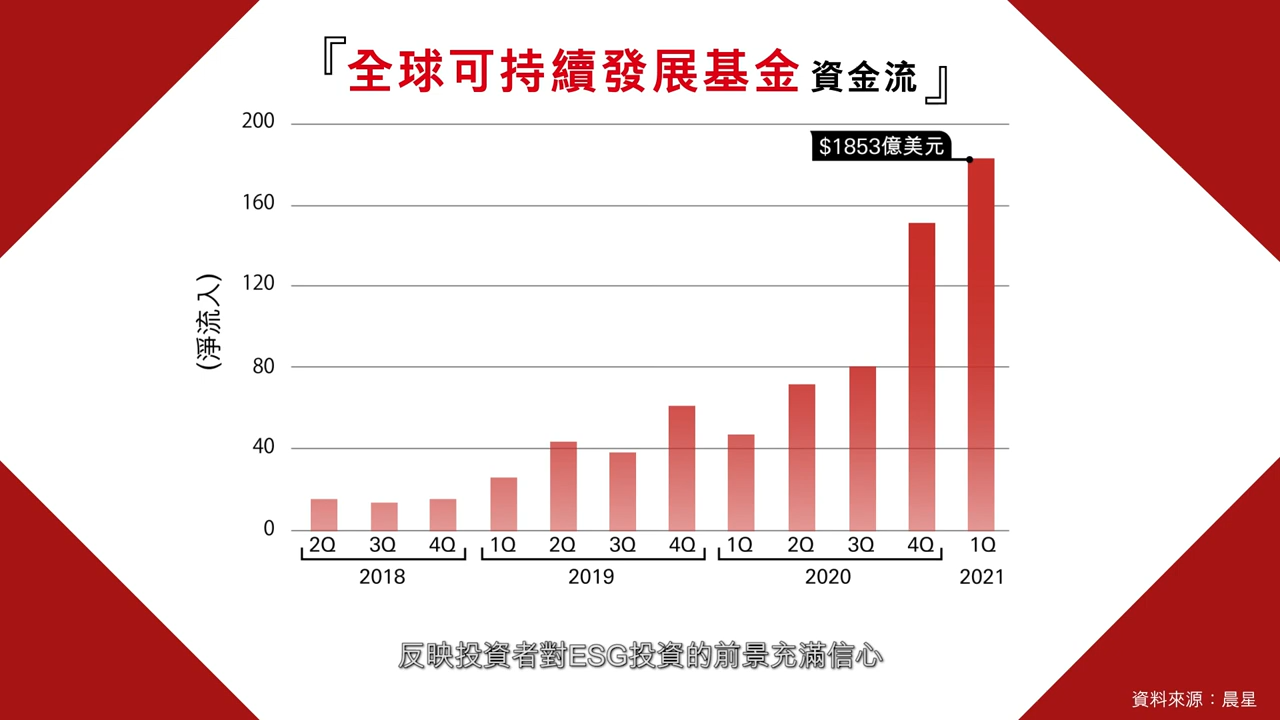 『全球可持續發展基金 資金流』
200
$1853億美元
160
120
(淨流入)
80
40
0
2Q 3Q 4Q 1Q 2Q 3Q 4Q 1Q 2Q 3Q 4Q 1Q
2018 2019 2020 2021
反映投資者對ESG投資的前景充滿信心
資料來源：晨星